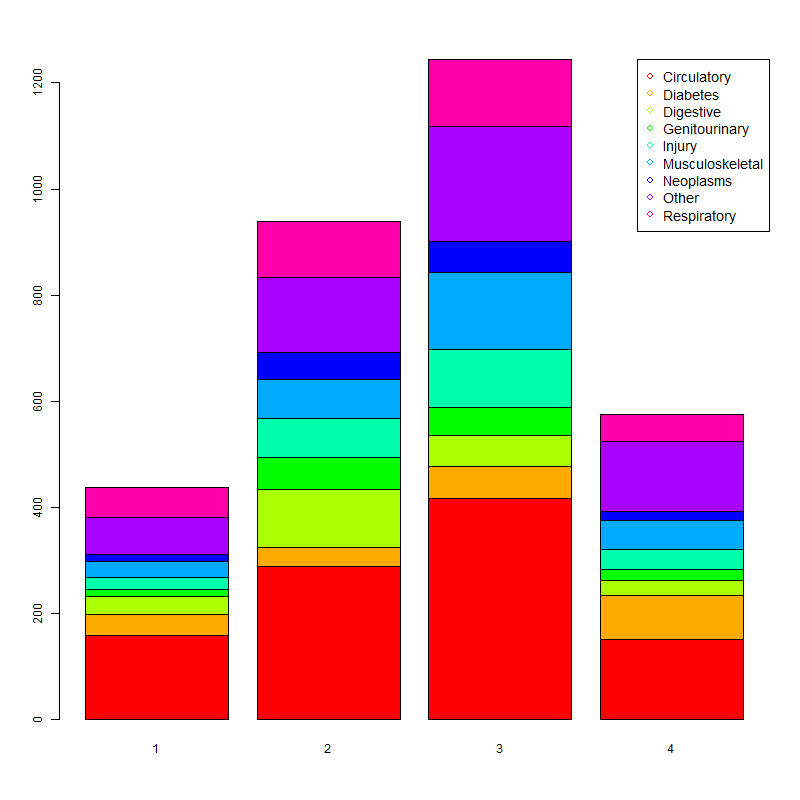 1200
1000
800
600
400
200
0
1 2 3 4
Circulatory
Diabetes
Digestive
Genitourinary
Injury
Musculoskeletal
Neoplasms
Other
Respiratory